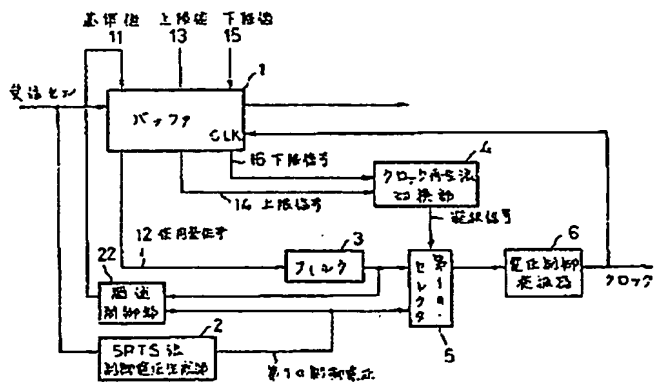 基準値 上限値 下限値
11 13 15
受信セル
1
バッファ
CLK
16 下限信号
14 上限信号
4
クロック再生法
切換部
選択信号
12 使用量信号
3
フィルタ
6
電圧制御
発振器
クロック
第1の
セレクタ
5
22
制御部
2
SRTS法
制御電圧生成部
第1の制御電圧